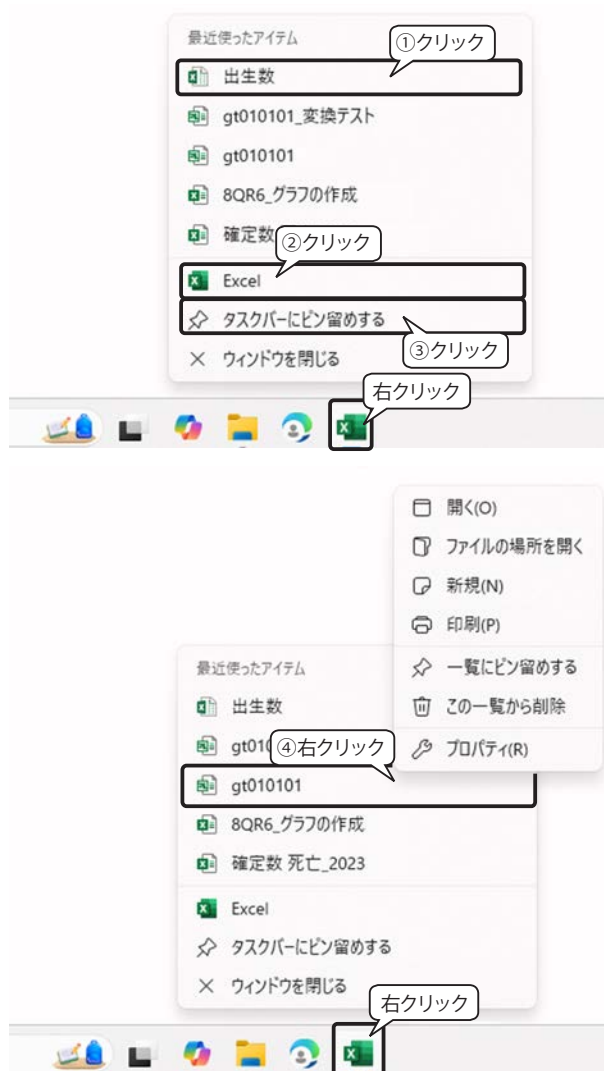 最近使ったアイテム
①クリック
出生数
gt010101_変換テスト
gt010101
8QR6_グラフの作成
確定数
②クリック
Excel
タスクバーにピン留めする
③クリック
ウィンドウを閉じる
右クリック
開く(O)
ファイルの場所を開く
新規(N)
印刷(P)
一覧にピン留めする
この一覧から削除
プロパティ(R)
最近使ったアイテム
出生数
gt010
④右クリック
gt010101
8QR6_グラフの作成
確定数 死亡_2023
Excel
タスクバーにピン留めする
ウィンドウを閉じる
右クリック